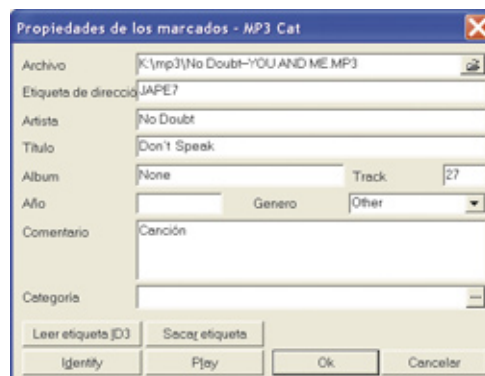 Propiedades de los marcados - MP3 Cat
Archivo K:\mp3\No Doubt-YOU AND ME.MP3
Etiqueta de direcció JAPE7
Artista No Doubt
Título Don't Speak
Album None Track 27
Año Genero Other
Comentario Canción
Categoría
Leer etiqueta ID3 Sacar etiqueta
Identify Play Ok Cancelar